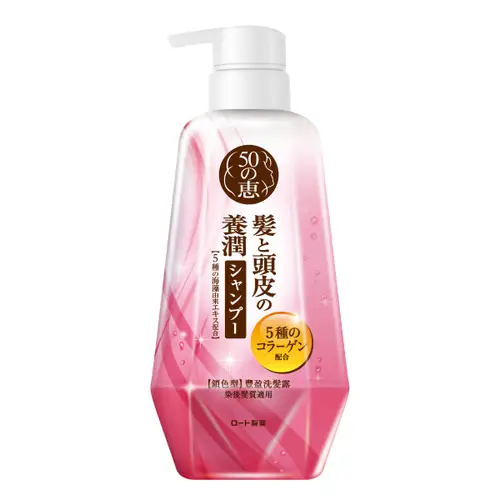 50の恵
髪と頭皮の
養潤シャンプー
【5種の海藻由来エキス配合】
5種の
コラーゲン
配合
【鎖色型】豐盈洗髮露
染後髮質適用
ロート製薬